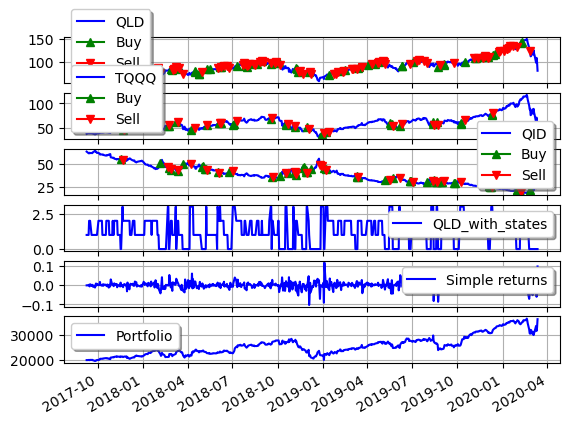 QLD
Buy
Sell
150
100
TQQQ
Buy
Sell
100
50
QID
Buy
Sell
50
25
QLD_with_states
2.5
0.0
Simple returns
0.1
0.0
−0.1
Portfolio
30000
20000
2017-10 2018-01 2018-04 2018-07 2018-10 2019-01 2019-04 2019-07 2019-10 2020-01 2020-04